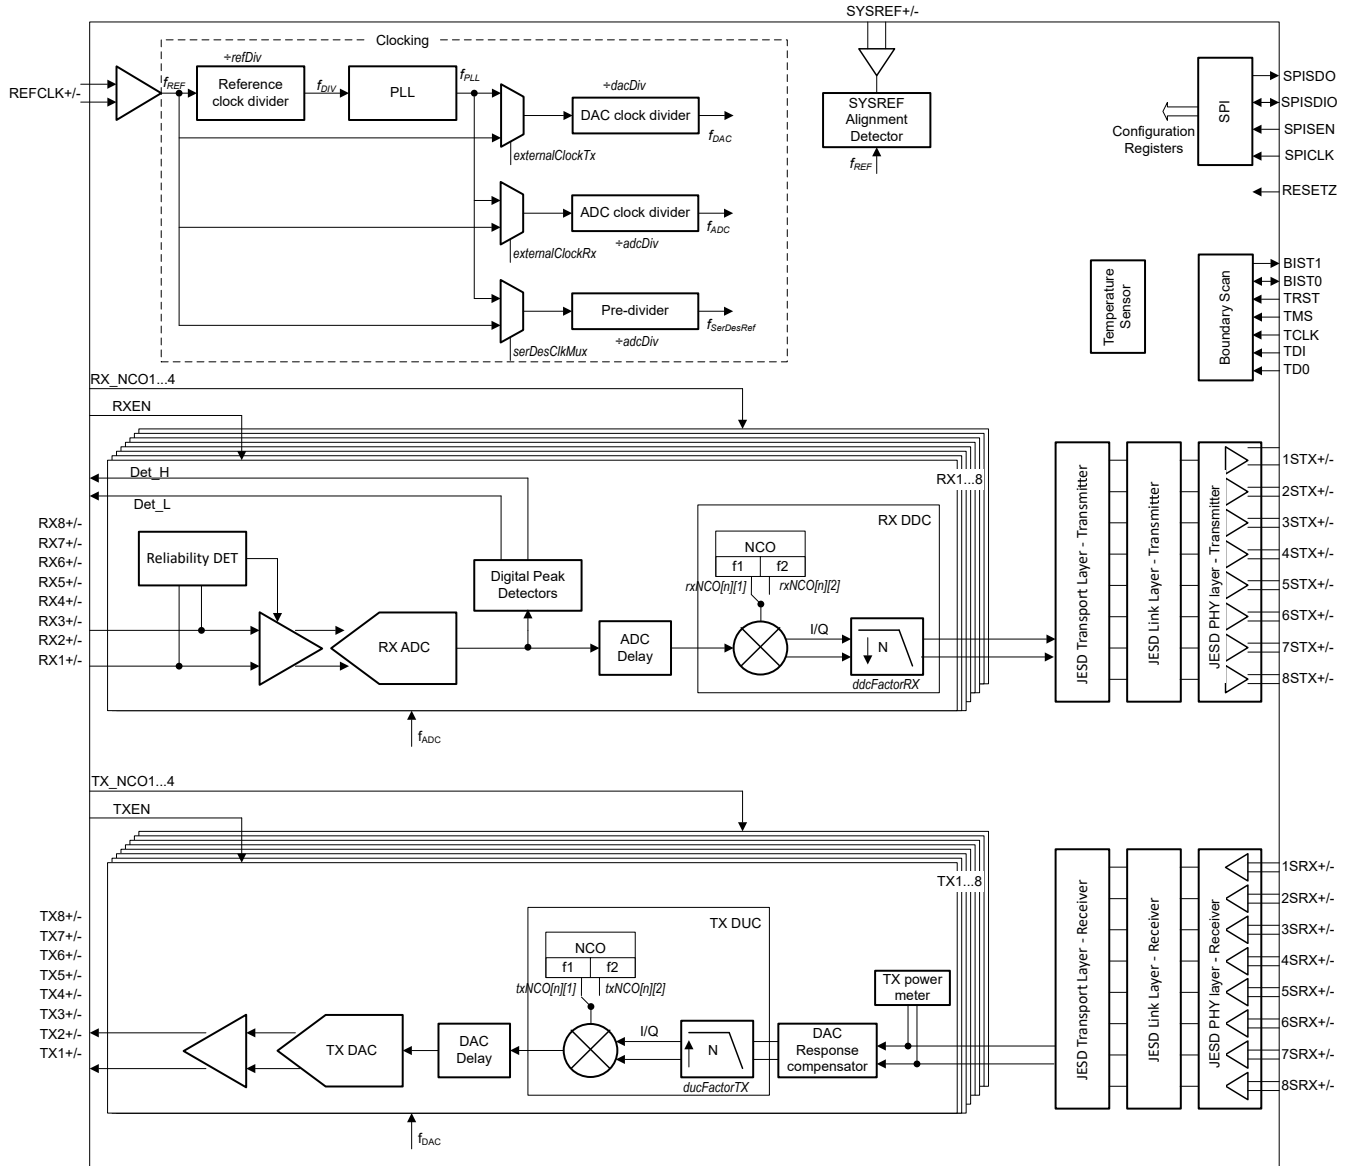 SYSREF+/-
Clocking
÷refDiv
REFCLK+/-
fREF
Reference
clock divider
fDIV
PLL
fPLL
÷dacDiv
DAC clock divider
fDAC
externalClockTx
ADC clock divider
fADC
÷adcDiv
externalClockRx
Pre-divider
fSerDesRef
÷adcDiv
serDesClkMux
SYSREF
Alignment
Detector
fREF
Configuration
Registers
SPI
SPISDO
SPISDIO
SPISEN
SPICLK
RESETZ
Temperature
Sensor
Boundary Scan
BIST1
BIST0
TRST
TMS
TCLK
TDI
TD0
RX_NCO1...4
RXEN
Det_H
Det_L
RX1...8
RX8+/-
RX7+/-
RX6+/-
RX5+/-
RX4+/-
RX3+/-
RX2+/-
RX1+/-
Reliability DET
RX ADC
Digital Peak
Detectors
ADC
Delay
RX DDC
NCO
f1 f2
rxNCO[n][1] rxNCO[n][2]
I/Q
N
ddcFactorRX
fADC
JESD Transport Layer - Transmitter
JESD Link Layer - Transmitter
JESD PHY layer - Transmitter
1STX+/-
2STX+/-
3STX+/-
4STX+/-
5STX+/-
6STX+/-
7STX+/-
8STX+/-
TX_NCO1...4
TXEN
TX1...8
TX8+/-
TX7+/-
TX6+/-
TX5+/-
TX4+/-
TX3+/-
TX2+/-
TX1+/-
TX DAC
DAC
Delay
TX DUC
NCO
f1 f2
txNCO[n][1] txNCO[n][2]
I/Q
N
ducFactorTX
DAC
Response
compensator
TX power
meter
fDAC
JESD Transport Layer - Receiver
JESD Link Layer - Receiver
JESD PHY layer - Receiver
1SRX+/-
2SRX+/-
3SRX+/-
4SRX+/-
5SRX+/-
6SRX+/-
7SRX+/-
8SRX+/-